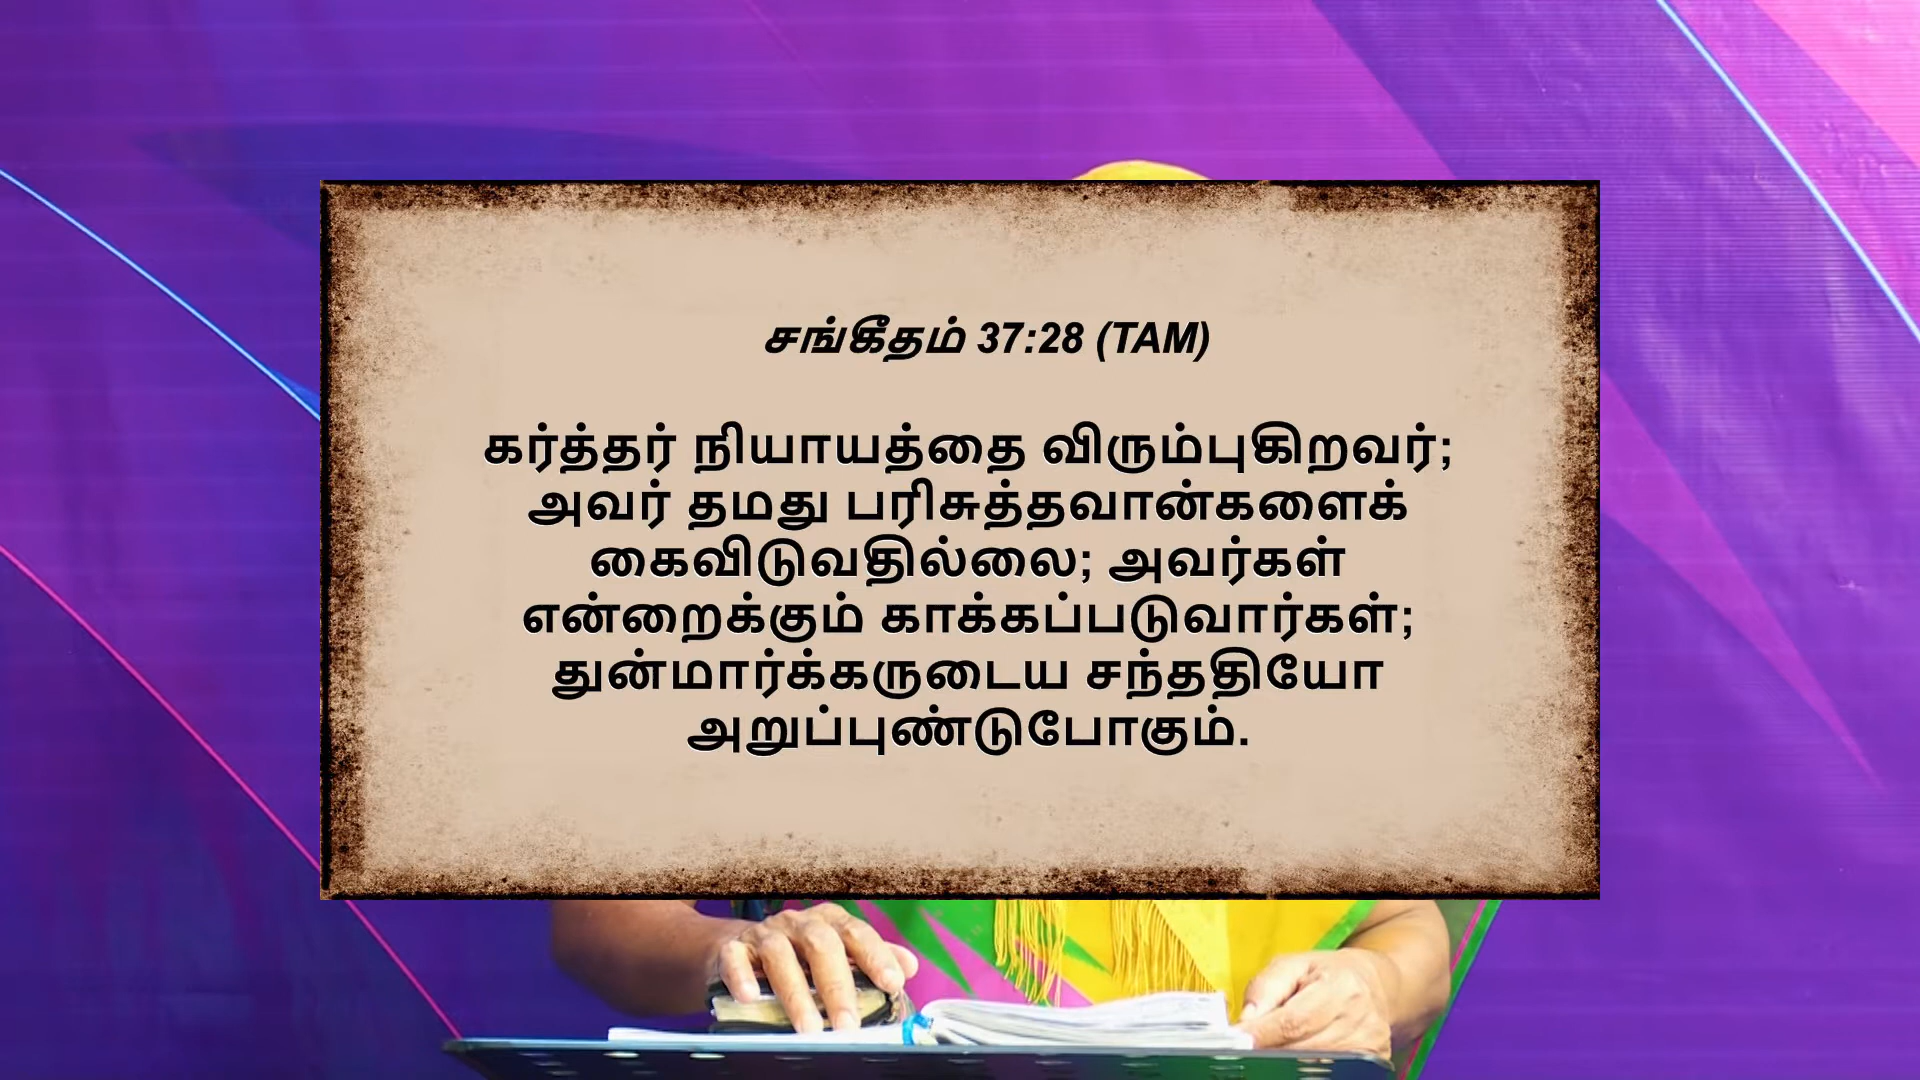 சங்கீதம் 37:28 (TAM)
கர்த்தர் நியாயத்தை விரும்புகிறவர்;
அவர் தமது பரிசுத்தவான்களைக்
கைவிடுவதில்லை; அவர்கள்
என்றைக்கும் காக்கப்படுவார்கள்;
துன்மார்க்கருடைய சந்ததியோ
அறுப்புண்டுபோகும்.